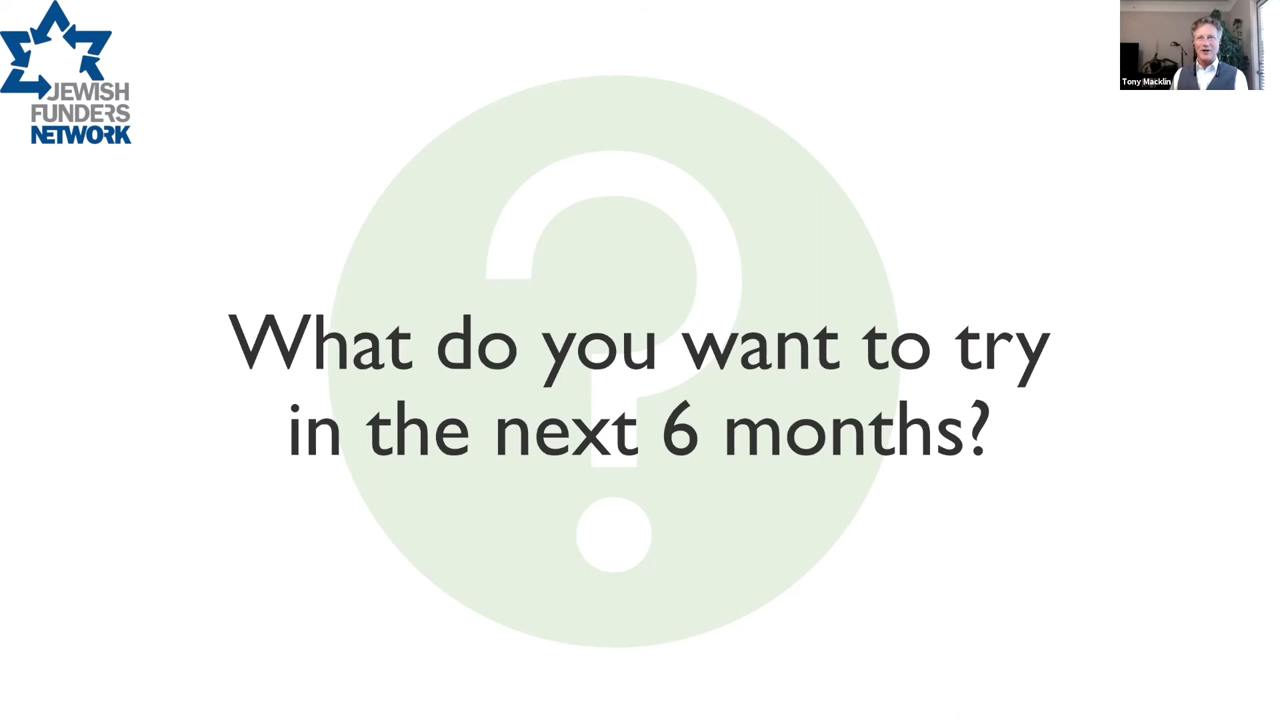 JEWISH
FUNDERS
NETWORK
Tony Macklin
What do you want to try
in the next 6 months?